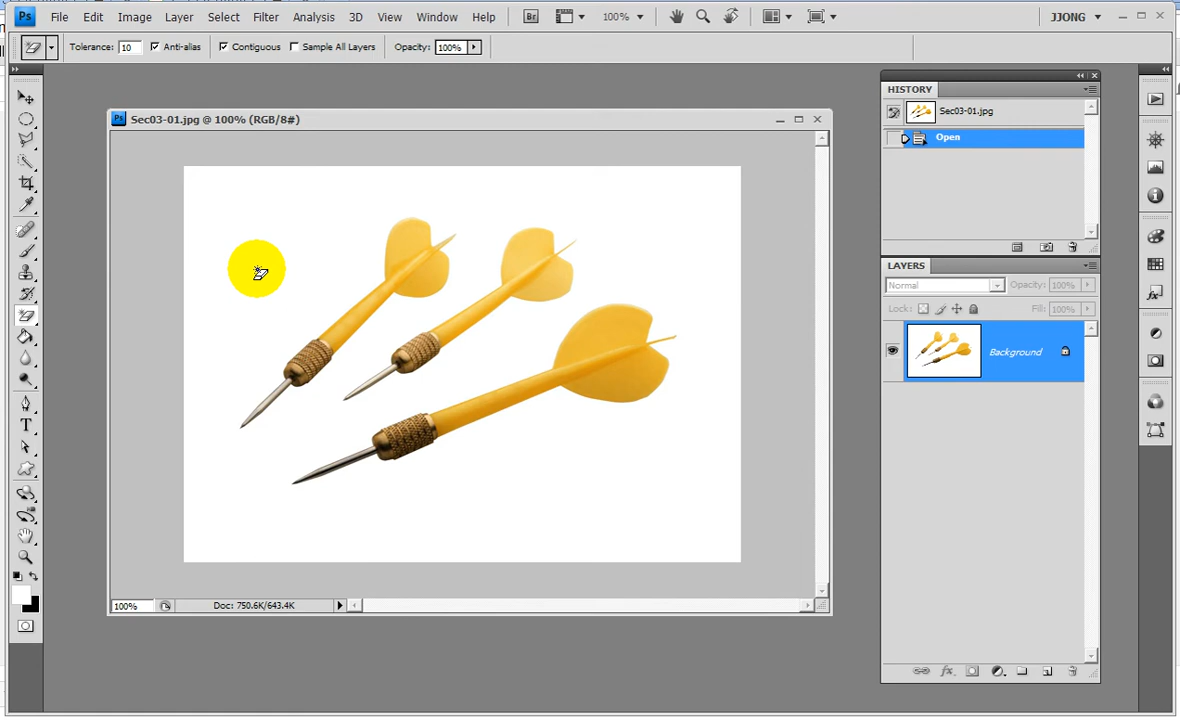 Ps File Edit Image Layer Select Filter Analysis 3D View Window Help Br 100% JJONG
Tolerance: 10 Anti-alias Contiguous Sample All Layers Opacity: 100%
Ps Sec03-01.jpg @ 100% (RGB/8#)
100% Doc: 750.6K/643.4K
HISTORY
Sec03-01.jpg
Open
LAYERS
Normal Opacity: 100%
Lock: Fill: 100%
Background
T